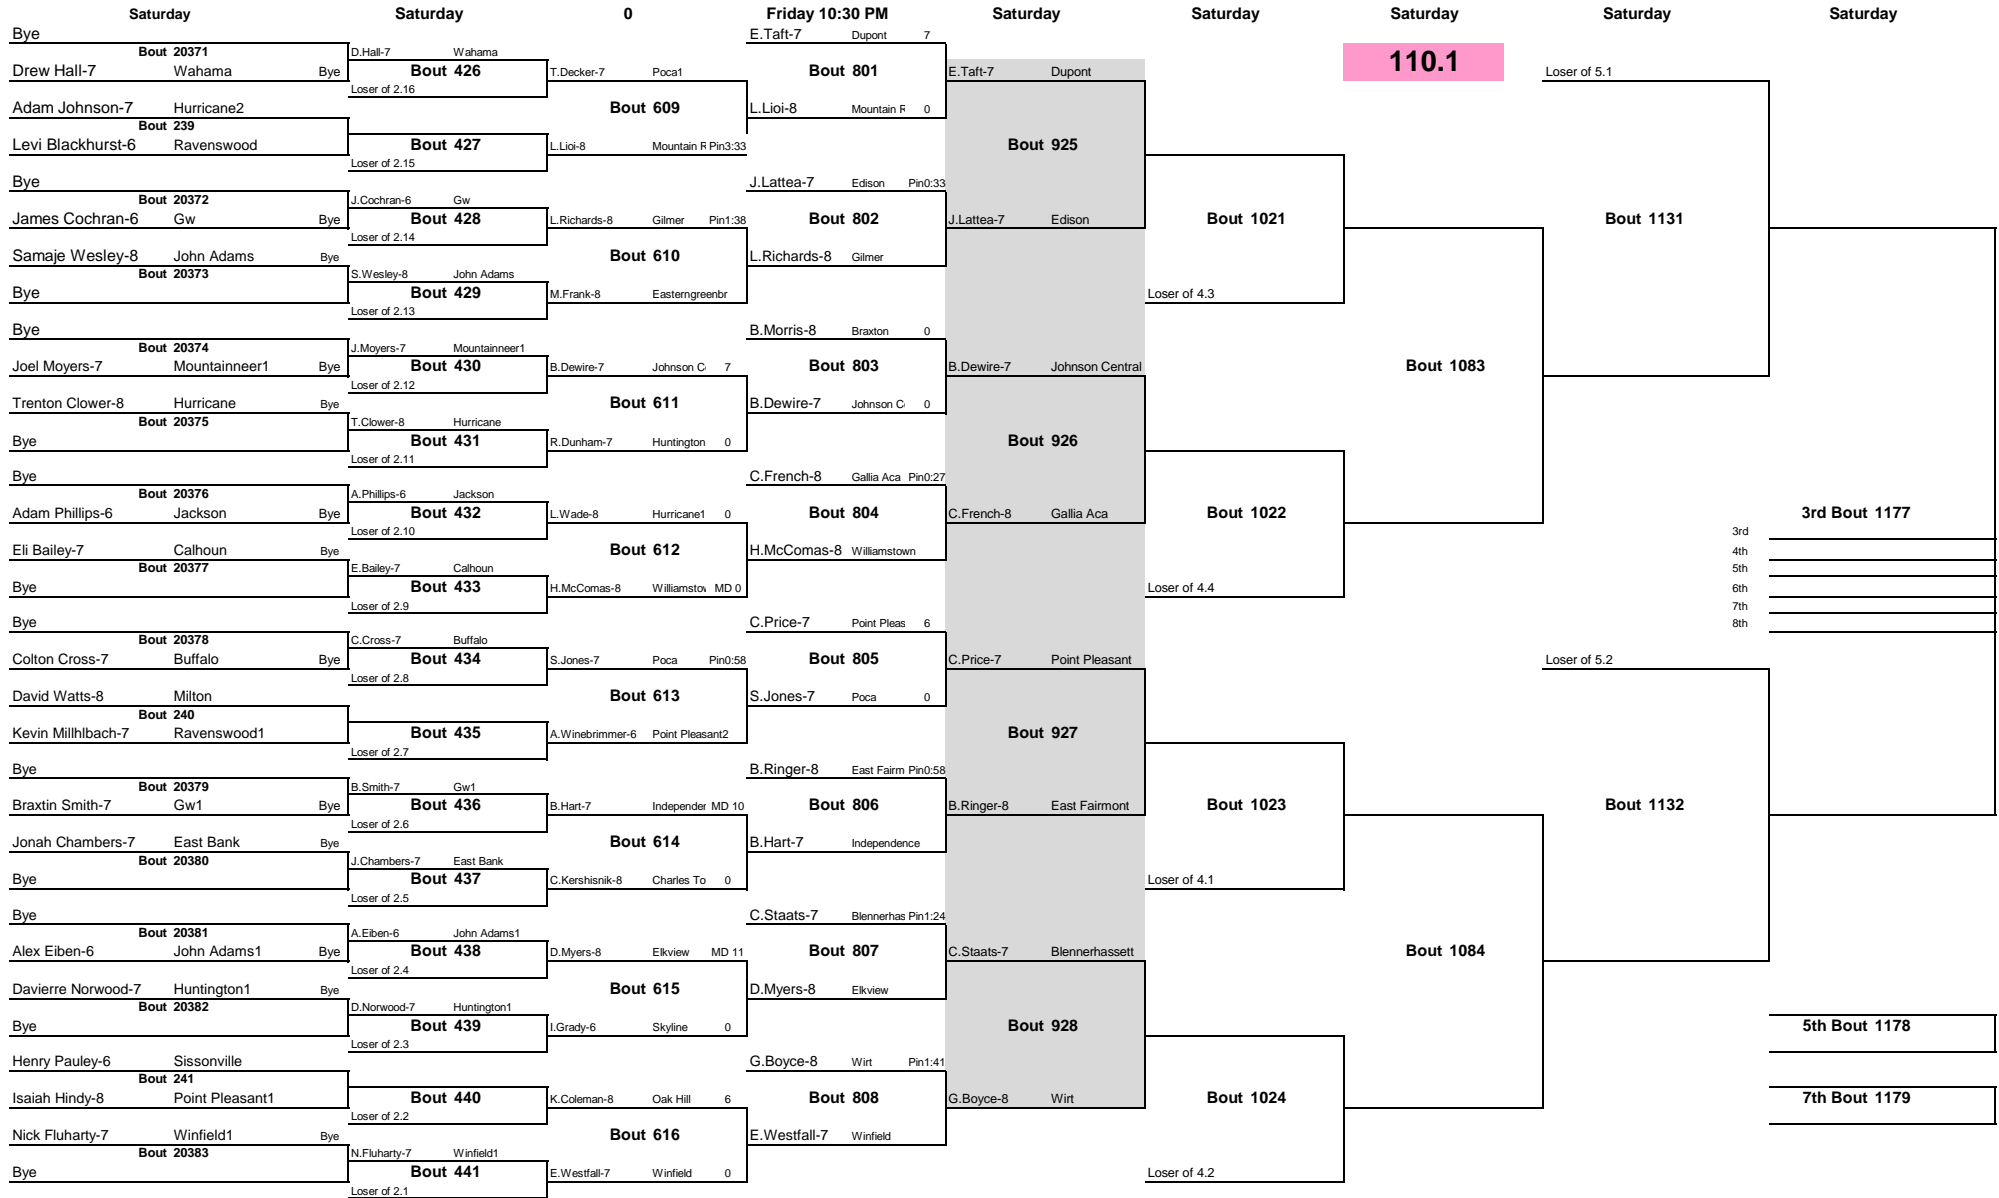 Saturday Saturday 0 Friday 10:30 PM Saturday Saturday Saturday Saturday Saturday
110.1
Bye
Bout 20371
Drew Hall-7 Wahama Bye
Adam Johnson-7 Hurricane2
Bout 239
Levi Blackhurst-6 Ravenswood
Bye
Bout 20372
James Cochran-6 Gw Bye
Samaje Wesley-8 John Adams Bye
Bout 20373
Bye
Bye
Bout 20374
Joel Moyers-7 Mountainneer1 Bye
Trenton Clower-8 Hurricane Bye
Bout 20375
Bye
Bye
Bout 20376
Adam Phillips-6 Jackson Bye
Eli Bailey-7 Calhoun Bye
Bout 20377
Bye
Bye
Bout 20378
Colton Cross-7 Buffalo Bye
David Watts-8 Milton
Bout 240
Kevin Millhlbach-7 Ravenswood1
Bye
Bout 20379
Braxtin Smith-7 Gw1 Bye
Jonah Chambers-7 East Bank Bye
Bout 20380
Bye
Bye
Bout 20381
Alex Eiben-6 John Adams1 Bye
Davierre Norwood-7 Huntington1 Bye
Bout 20382
Bye
Henry Pauley-6 Sissonville
Bout 241
Isaiah Hindy-8 Point Pleasant1
Nick Fluharty-7 Winfield1 Bye
Bout 20383
Bye
D.Hall-7 Wahama
Bout 426
Loser of 2.16
Bout 427
Loser of 2.15
J.Cochran-6 Gw
Bout 428
Loser of 2.14
S.Wesley-8 John Adams
Bout 429
Loser of 2.13
J.Moyers-7 Mountainneer1
Bout 430
Loser of 2.12
T.Clower-8 Hurricane
Bout 431
Loser of 2.11
A.Phillips-6 Jackson
Bout 432
Loser of 2.10
E.Bailey-7 Calhoun
Bout 433
Loser of 2.9
C.Cross-7 Buffalo
Bout 434
Loser of 2.8
Bout 435
Loser of 2.7
B.Smith-7 Gw1
Bout 436
Loser of 2.6
J.Chambers-7 East Bank
Bout 437
Loser of 2.5
A.Eiben-6 John Adams1
Bout 438
Loser of 2.4
D.Norwood-7 Huntington1
Bout 439
Loser of 2.3
Bout 440
Loser of 2.2
N.Fluharty-7 Winfield1
Bout 441
Loser of 2.1
T.Decker-7 Poca1
Bout 609
L.Lioi-8 Mountain R Pin3:33
L.Richards-8 Gilmer Pin1:38
Bout 610
M.Frank-8 Easterngreenbr
B.Dewire-7 Johnson C 7
Bout 611
R.Dunham-7 Huntington 0
L.Wade-8 Hurricane1 0
Bout 612
H.McComas-8 Williamstov MD 0
S.Jones-7 Poca Pin0:58
Bout 613
A.Winebrimmer-6 Point Pleasant2
B.Hart-7 Independer MD 10
Bout 614
C.Kershisnik-8 Charles To 0
D.Myers-8 Elkview MD 11
Bout 615
I.Grady-6 Skyline 0
K.Coleman-8 Oak Hill 6
Bout 616
E.Westfall-7 Winfield 0
E.Taft-7 Dupont 7
Bout 801
L.Lioi-8 Mountain R 0
J.Lattea-7 Edison Pin0:33
Bout 802
L.Richards-8 Gilmer
B.Morris-8 Braxton 0
Bout 803
B.Dewire-7 Johnson C 0
C.French-8 Gallia Aca Pin0:27
Bout 804
H.McComas-8 Williamstown
C.Price-7 Point Pleas 6
Bout 805
S.Jones-7 Poca 0
B.Ringer-8 East Fairm Pin0:58
Bout 806
B.Hart-7 Independence
C.Staats-7 Blennerhas Pin1:24
Bout 807
D.Myers-8 Elkview
G.Boyce-8 Wirt Pin1:41
Bout 808
E.Westfall-7 Winfield
E.Taft-7 Dupont
Bout 925
J.Lattea-7 Edison
B.Dewire-7 Johnson Central
Bout 926
C.French-8 Gallia Aca
C.Price-7 Point Pleasant
Bout 927
B.Ringer-8 East Fairmont
C.Staats-7 Blennerhassett
Bout 928
G.Boyce-8 Wirt
Bout 1021
Loser of 4.3
Bout 1022
Loser of 4.4
Bout 1023
Loser of 4.1
Bout 1024
Loser of 4.2
Bout 1083
Bout 1084
Loser of 5.1
Bout 1131
Loser of 5.2
Bout 1132
3rd Bout 1177
3rd
4th
5th
6th
7th
8th
5th Bout 1178
7th Bout 1179